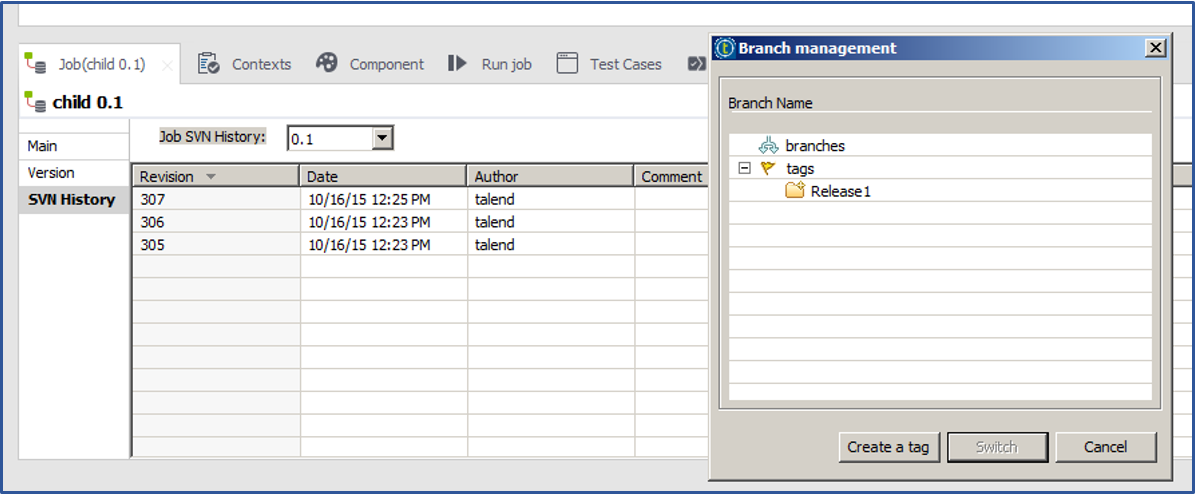 Job(child 0.1)
Contexts
Component
Run job
Test Cases
child 0.1
Main
Version
SVN History
Job SVN History:
0.1
Revision Date Author Comment
307 10/16/15 12:25 PM talend
306 10/16/15 12:23 PM talend
305 10/16/15 12:23 PM talend
Branch management
Branch Name
branches
tags
Release1
Create a tag
Switch
Cancel